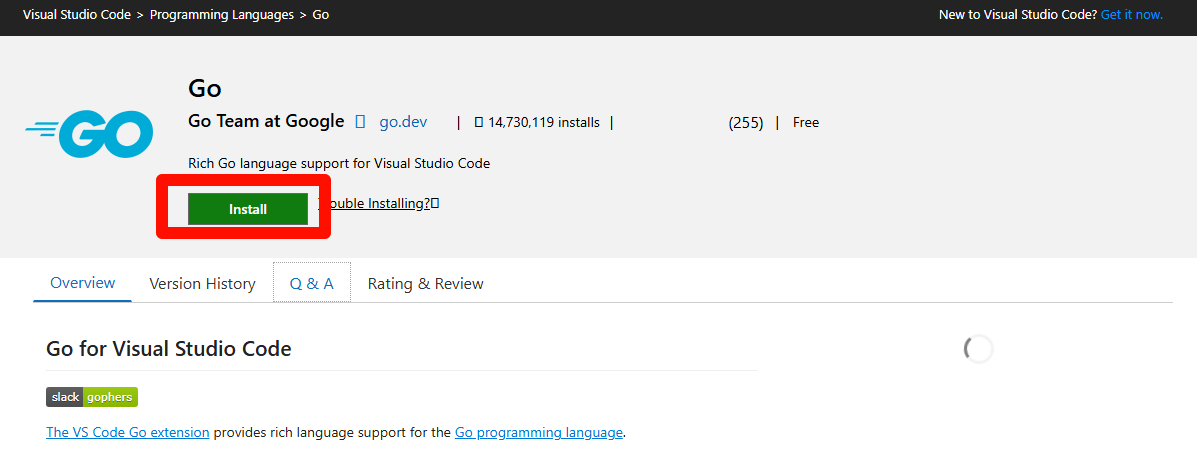 Visual Studio Code > Programming Languages > Go
New to Visual Studio Code? Get it now.
GO
Go
Go Team at Google go.dev | 14,730,119 installs | (255) | Free
Rich Go language support for Visual Studio Code
Install
Installing?
Overview Version History Q & A Rating & Review
Go for Visual Studio Code
slack gophers
The VS Code Go extension provides rich language support for the Go programming language.